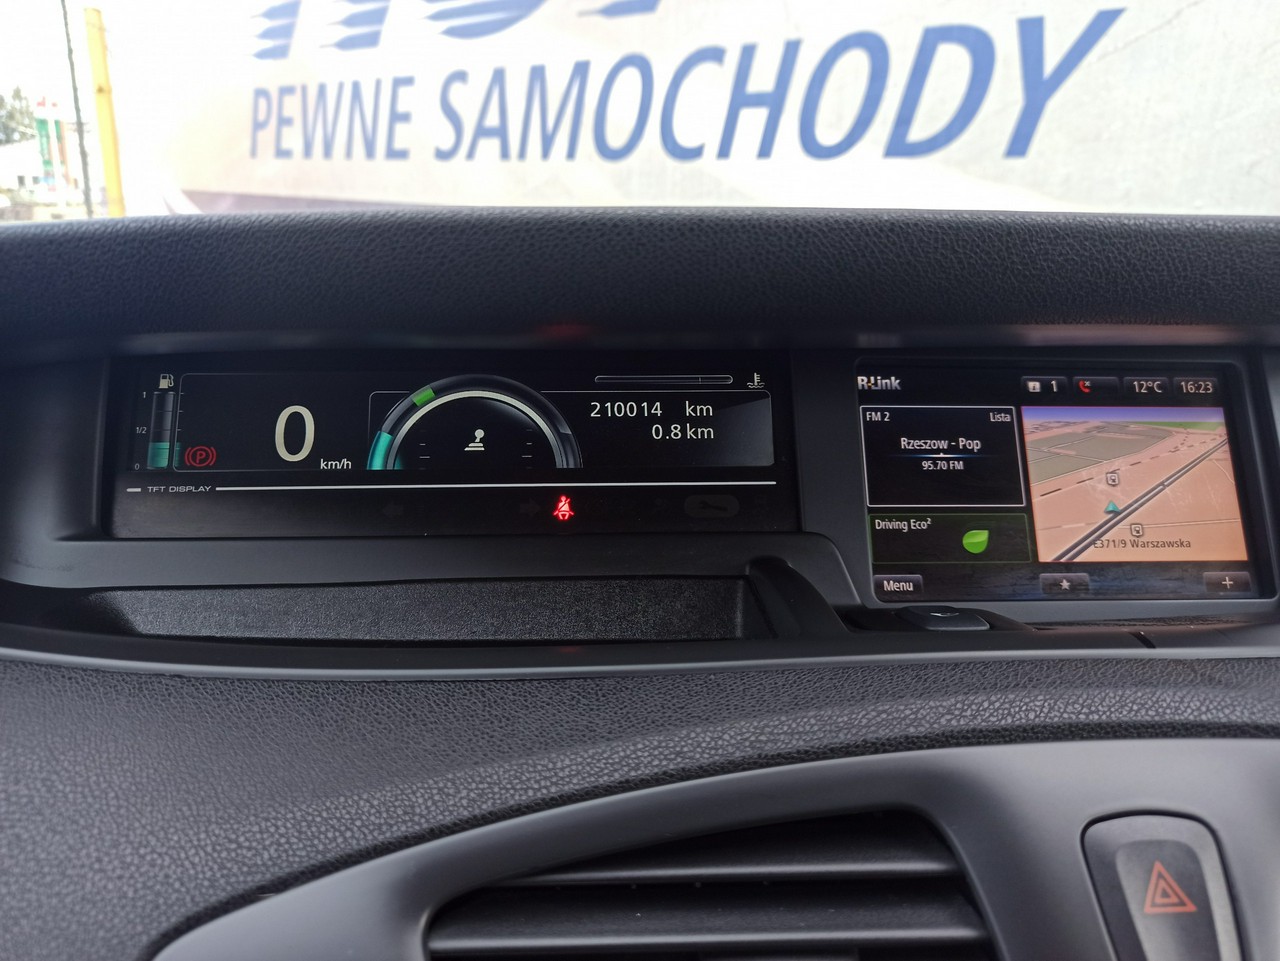 PEWNE SAMOCHODY
1
1/2
0
0
km/h
210014 km
0.8 km
TFT DISPLAY
R-Link
1
12°C
16:23
FM 2
Lista
Rzeszow - Pop
95.70 FM
Driving Eco²
E371/9 Warszawska
Menu